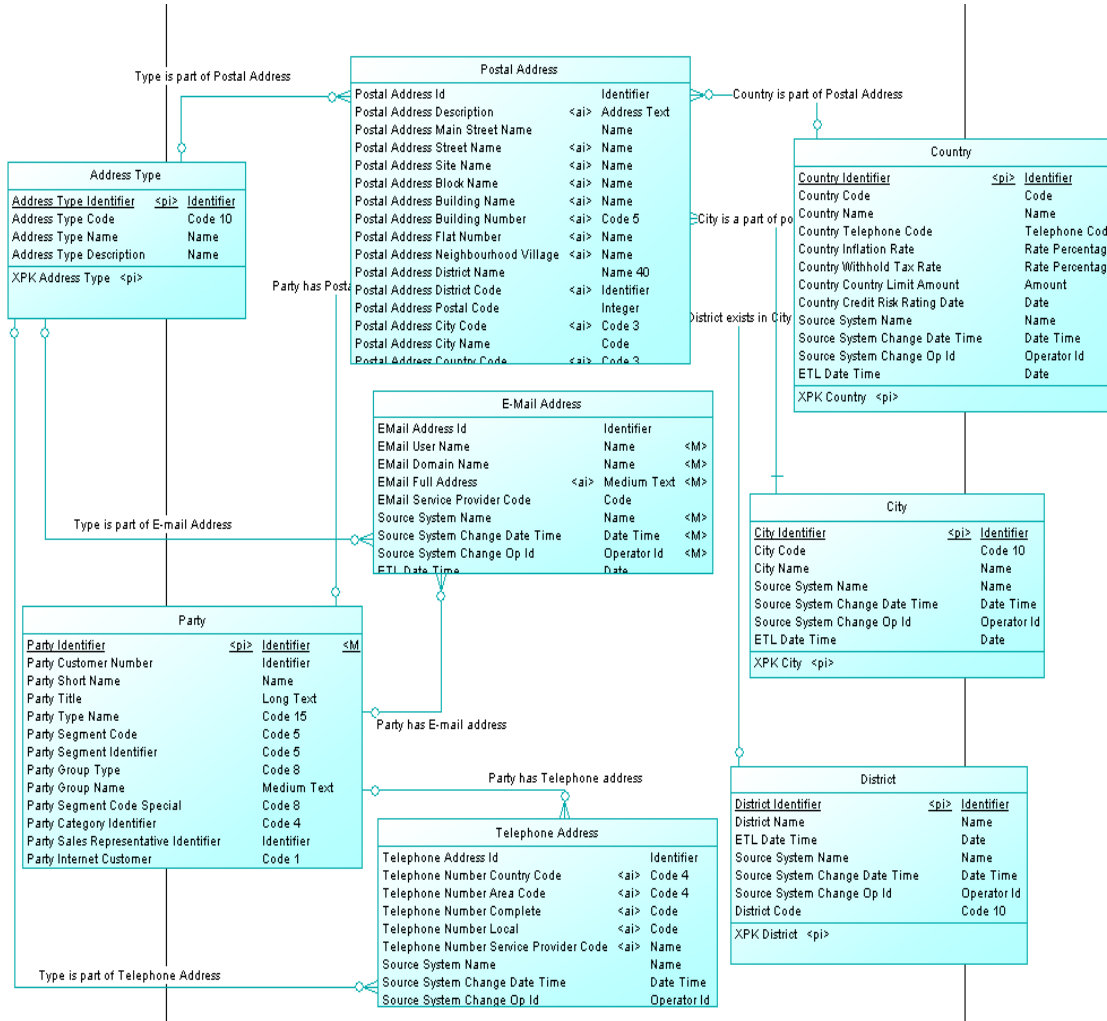 Type is part of Postal Address
Postal Address
Postal Address Id Identifier
Postal Address Description <ai> Address Text
Postal Address Main Street Name Name
Postal Address Street Name <ai> Name
Postal Address Site Name <ai> Name
Postal Address Block Name <ai> Name
Postal Address Building Name <ai> Name
Postal Address Building Number <ai> Code 5
Postal Address Flat Number <ai> Name
Postal Address Neighbourhood Village <ai> Name
Postal Address District Name Name 40
Postal Address District Code <ai> Identifier
Postal Address Postal Code Integer
Postal Address City Code <ai> Code 3
Postal Address City Name Code
Postal Address Country Code <ai> Code 3
Country is part of Postal Address
Country
Country Identifier <pi> Identifier
Country Code Code
Country Name Name
Country Telephone Code Telephone Cod
Country Inflation Rate Rate Percentag
Country Withhold Tax Rate Rate Percentag
Country Country Limit Amount Amount
Country Credit Risk Rating Date Date
Source System Name Name
Source System Change Date Time Date Time
Source System Change Op Id Operator Id
ETL Date Time Date
XPK Country <pi>
Address Type
Address Type Identifier <pi> Identifier
Address Type Code Code 10
Address Type Name Name
Address Type Description Name
XPK Address Type <pi>
City is a part of po
Party has Posta
District exists in City
E-Mail Address
EMail Address Id Identifier
EMail User Name Name <M>
EMail Domain Name Name <M>
EMail Full Address <ai> Medium Text <M>
EMail Service Provider Code Code
Source System Name Name <M>
Source System Change Date Time Date Time <M>
Source System Change Op Id Operator Id <M>
ETL Date Time Date
Type is part of E-mail Address
City
City Identifier <pi> Identifier
City Code Code 10
City Name Name
Source System Name Name
Source System Change Date Time Date Time
Source System Change Op Id Operator Id
ETL Date Time Date
XPK City <pi>
Party
Party Identifier <pi> Identifier <M
Party Customer Number Identifier
Party Short Name Name
Party Title Long Text
Party Type Name Code 15
Party Segment Code Code 5
Party Segment Identifier Code 5
Party Group Type Code 8
Party Group Name Medium Text
Party Segment Code Special Code 8
Party Category Identifier Code 4
Party Sales Representative Identifier Identifier
Party Internet Customer Code 1
Party has E-mail address
Party has Telephone address
District
District Identifier <pi> Identifier
District Name Name
ETL Date Time Date
Source System Name Name
Source System Change Date Time Date Time
Source System Change Op Id Operator Id
District Code Code 10
XPK District <pi>
Telephone Address
Telephone Address Id Identifier
Telephone Number Country Code <ai> Code 4
Telephone Number Area Code <ai> Code 4
Telephone Number Complete <ai> Code
Telephone Number Local <ai> Code
Telephone Number Service Provider Code <ai> Name
Source System Name Name
Source System Change Date Time Date Time
Source System Change Op Id Operator Id
Type is part of Telephone Address